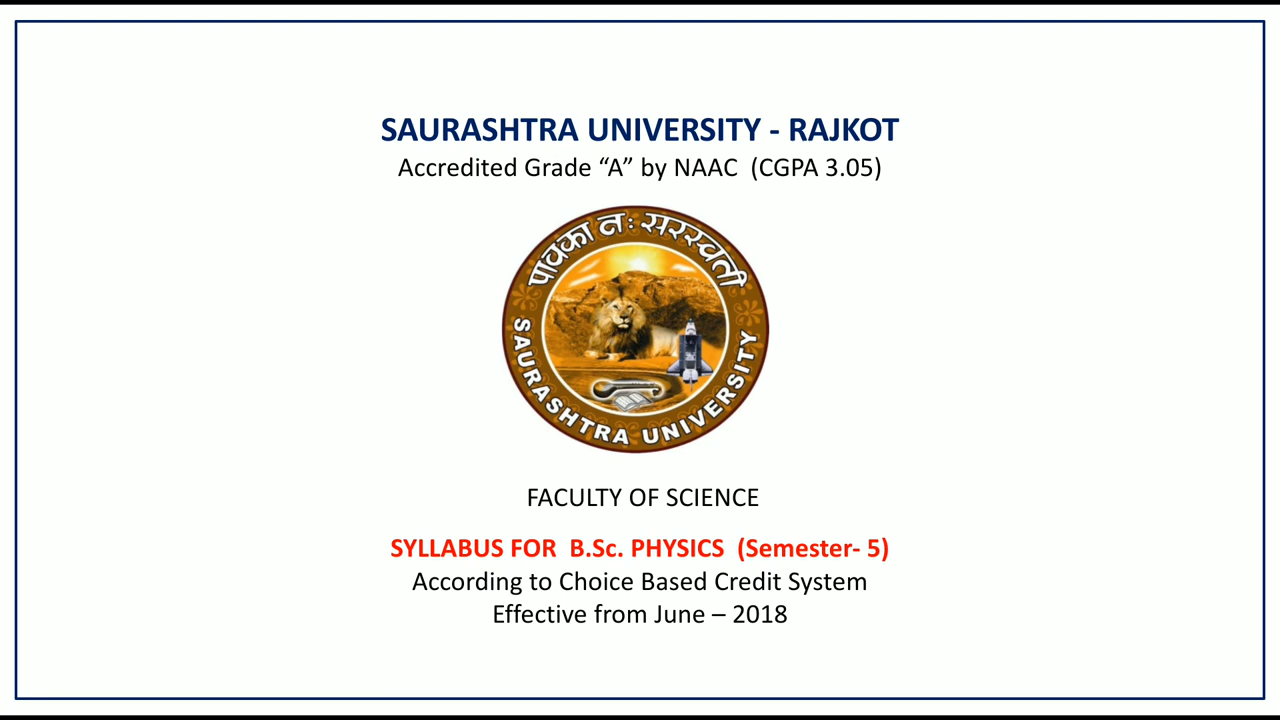 SAURASHTRA UNIVERSITY - RAJKOT
Accredited Grade “A” by NAAC (CGPA 3.05)
पावका नः सरस्वती
SAURASHTRA UNIVERSITY
FACULTY OF SCIENCE
SYLLABUS FOR B.Sc. PHYSICS (Semester- 5)
According to Choice Based Credit System
Effective from June – 2018